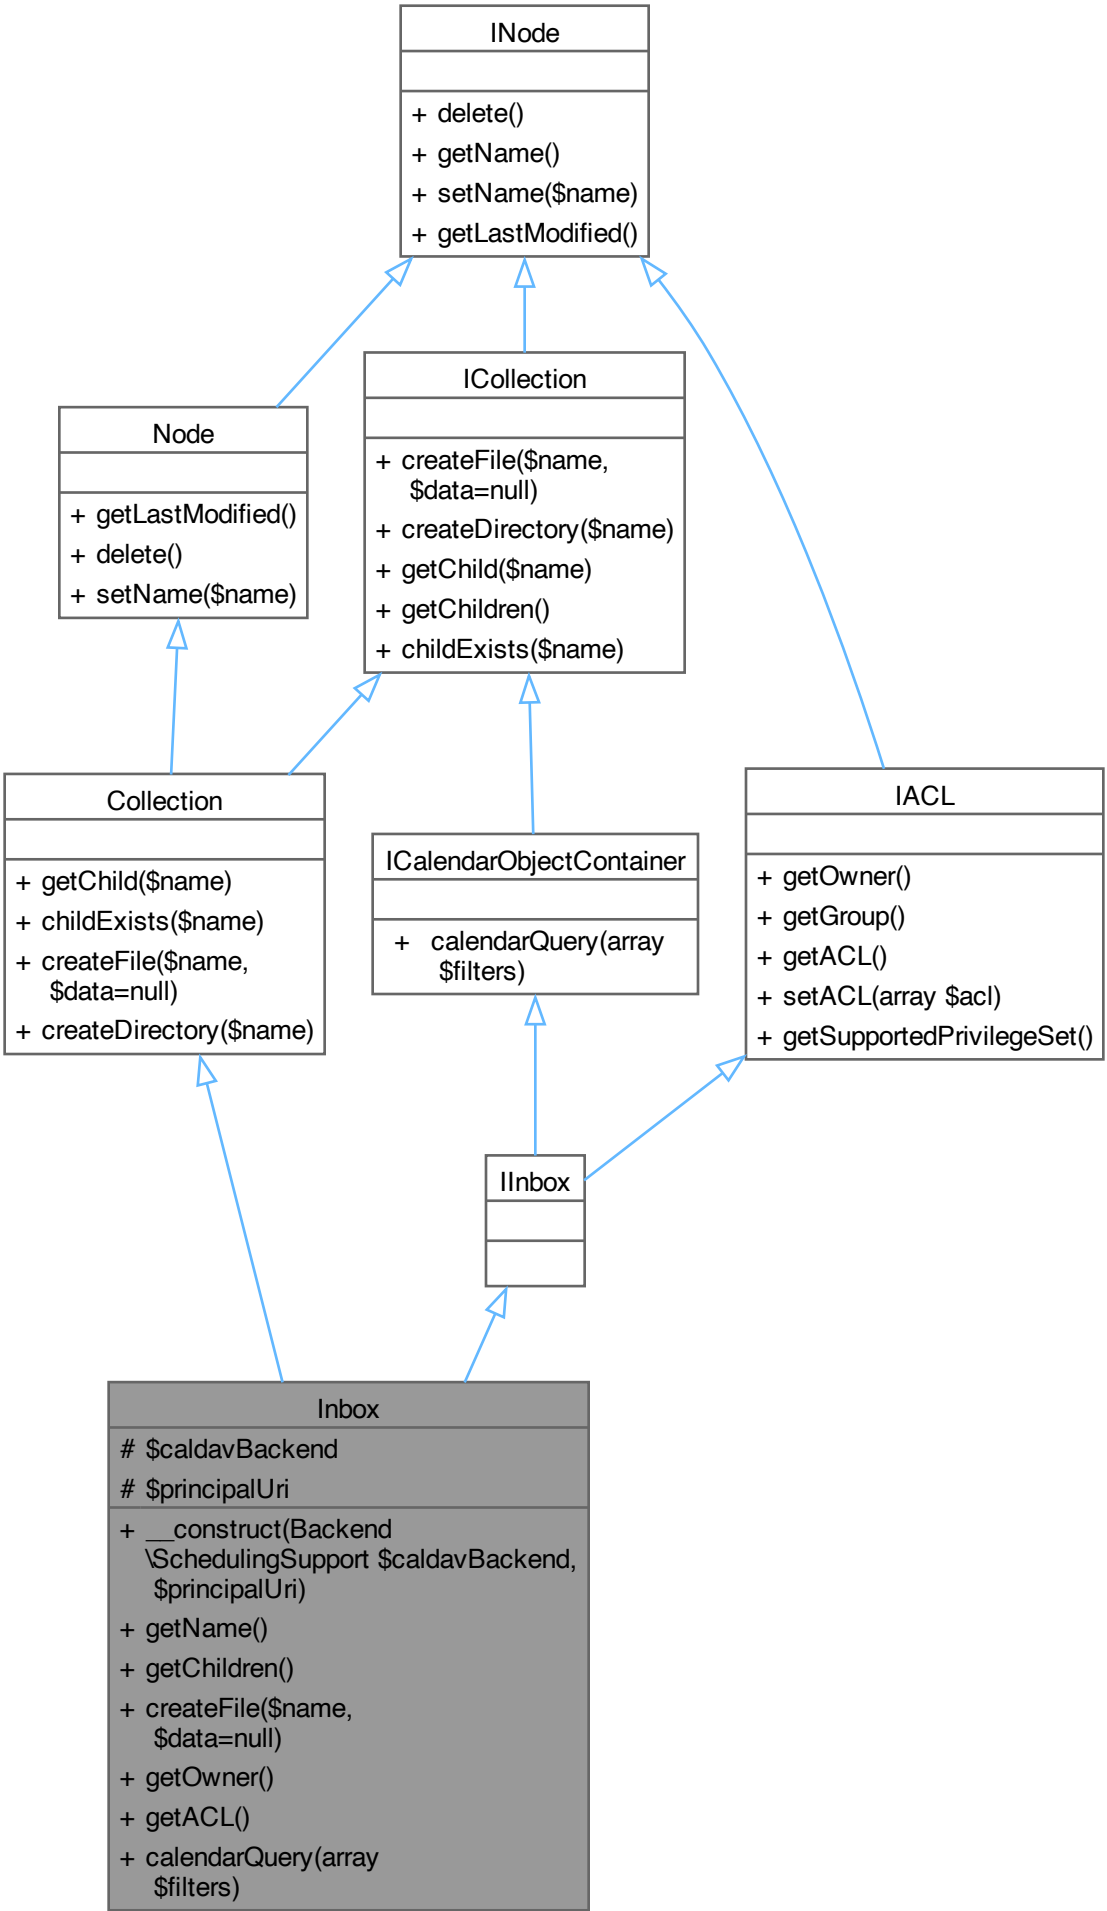 INode
+ delete()
+ getName()
+ setName($name)
+ getLastModified()
ICollection
+ createFile($name,
$data=null)
+ createDirectory($name)
+ getChild($name)
+ getChildren()
+ childExists($name)
Node
+ getLastModified()
+ delete()
+ setName($name)
Collection
+ getChild($name)
+ childExists($name)
+ createFile($name,
$data=null)
+ createDirectory($name)
ICalendarObjectContainer
+ calendarQuery(array
$filters)
IACL
+ getOwner()
+ getGroup()
+ getACL()
+ setACL(array $acl)
+ getSupportedPrivilegeSet()
IInbox
Inbox
# $caldavBackend
# $principalUri
+ __construct(Backend
\SchedulingSupport $caldavBackend,
$principalUri)
+ getName()
+ getChildren()
+ createFile($name,
$data=null)
+ getOwner()
+ getACL()
+ calendarQuery(array
$filters)